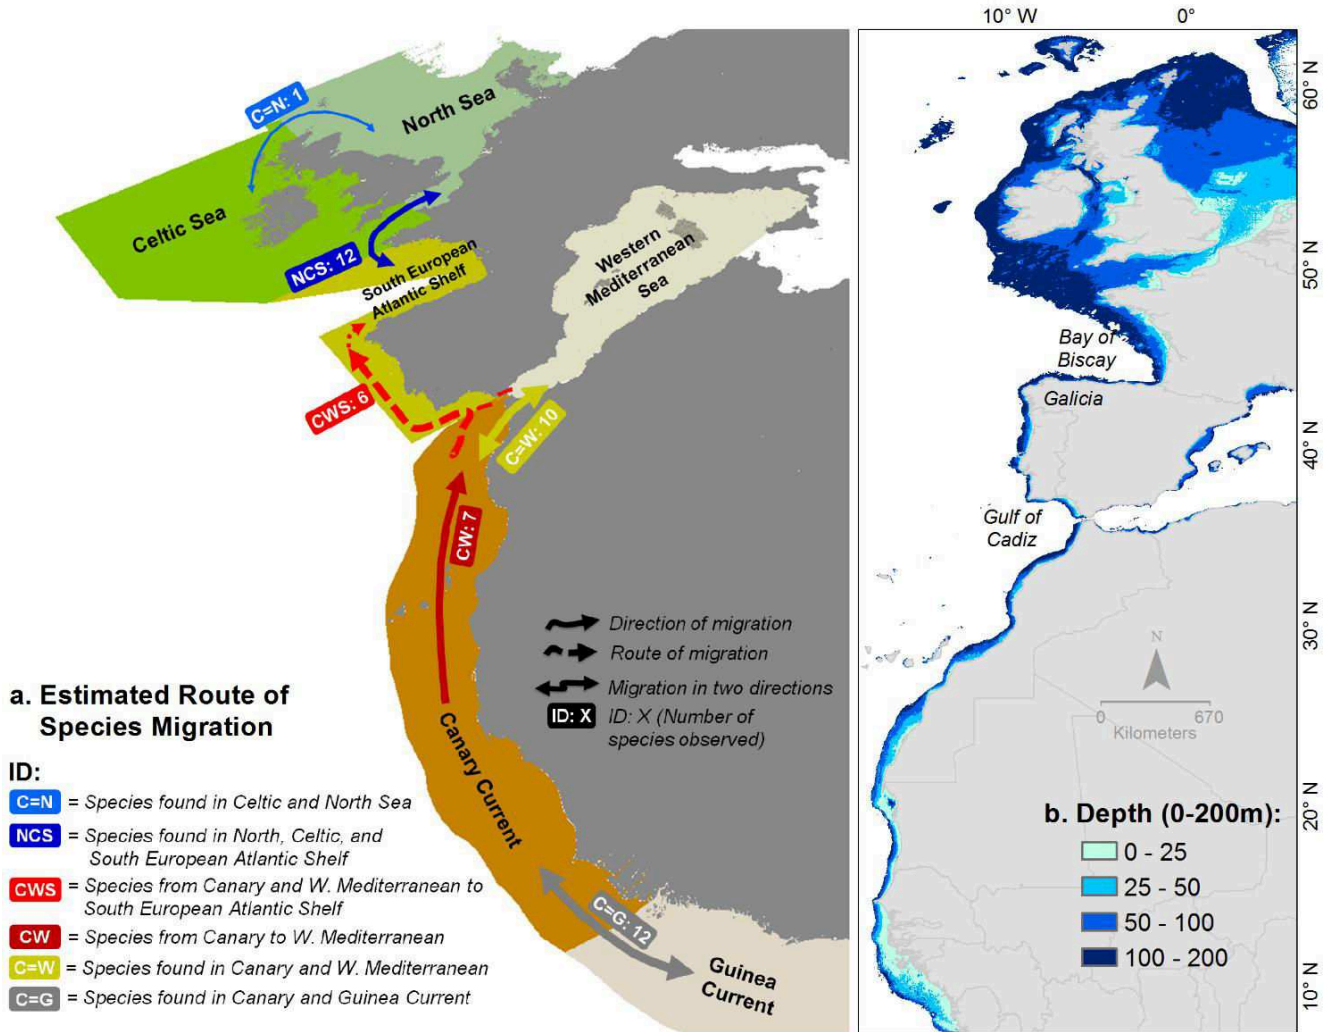 C=N: 1
North Sea
Celtic Sea
NCS: 12
South European
Atlantic Shelf
Western
Mediterranean
Sea
CWS: 6
C=W: 10
CW: 7
Direction of migration
Route of migration
Migration in two directions
ID: X ID: X (Number of
species observed)
Canary Current
C=G: 12
Guinea
Current
a. Estimated Route of
Species Migration
ID:
C=N = Species found in Celtic and North Sea
NCS = Species found in North, Celtic, and
South European Atlantic Shelf
CWS = Species from Canary and W. Mediterranean to
South European Atlantic Shelf
CW = Species from Canary to W. Mediterranean
C=W = Species found in Canary and W. Mediterranean
C=G = Species found in Canary and Guinea Current
10° W 0°
60° N
50° N
40° N
30° N
20° N
10° N
Bay of
Biscay
Galicia
Gulf of
Cadiz
N
0 670
Kilometers
b. Depth (0-200m):
0 - 25
25 - 50
50 - 100
100 - 200